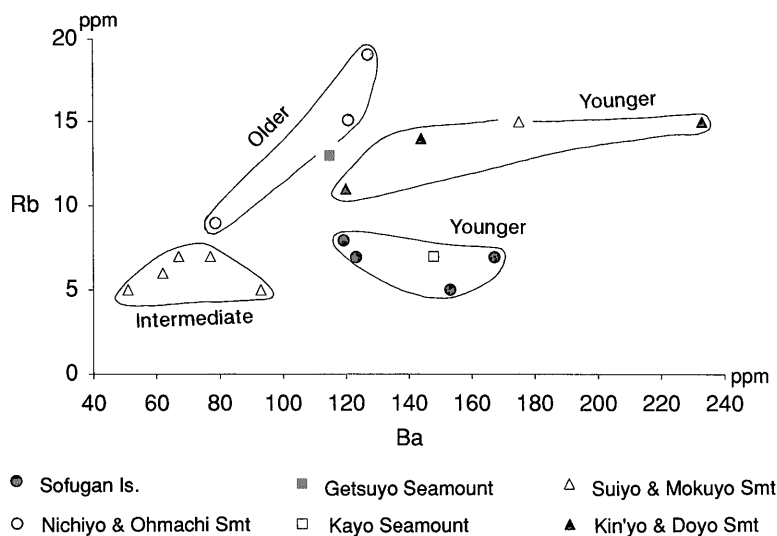 ppm
20
Younger
Older
15
Rb
10
Younger
5
Intermediate
0
ppm
40 60 80 100 120 140 160 180 200 220 240
Ba
Sofugan Is. Getsuyo Seamount Suiyo & Mokuyo Smt
Nichiyo & Ohmachi Smt Kayo Seamount Kin'yo & Doyo Smt